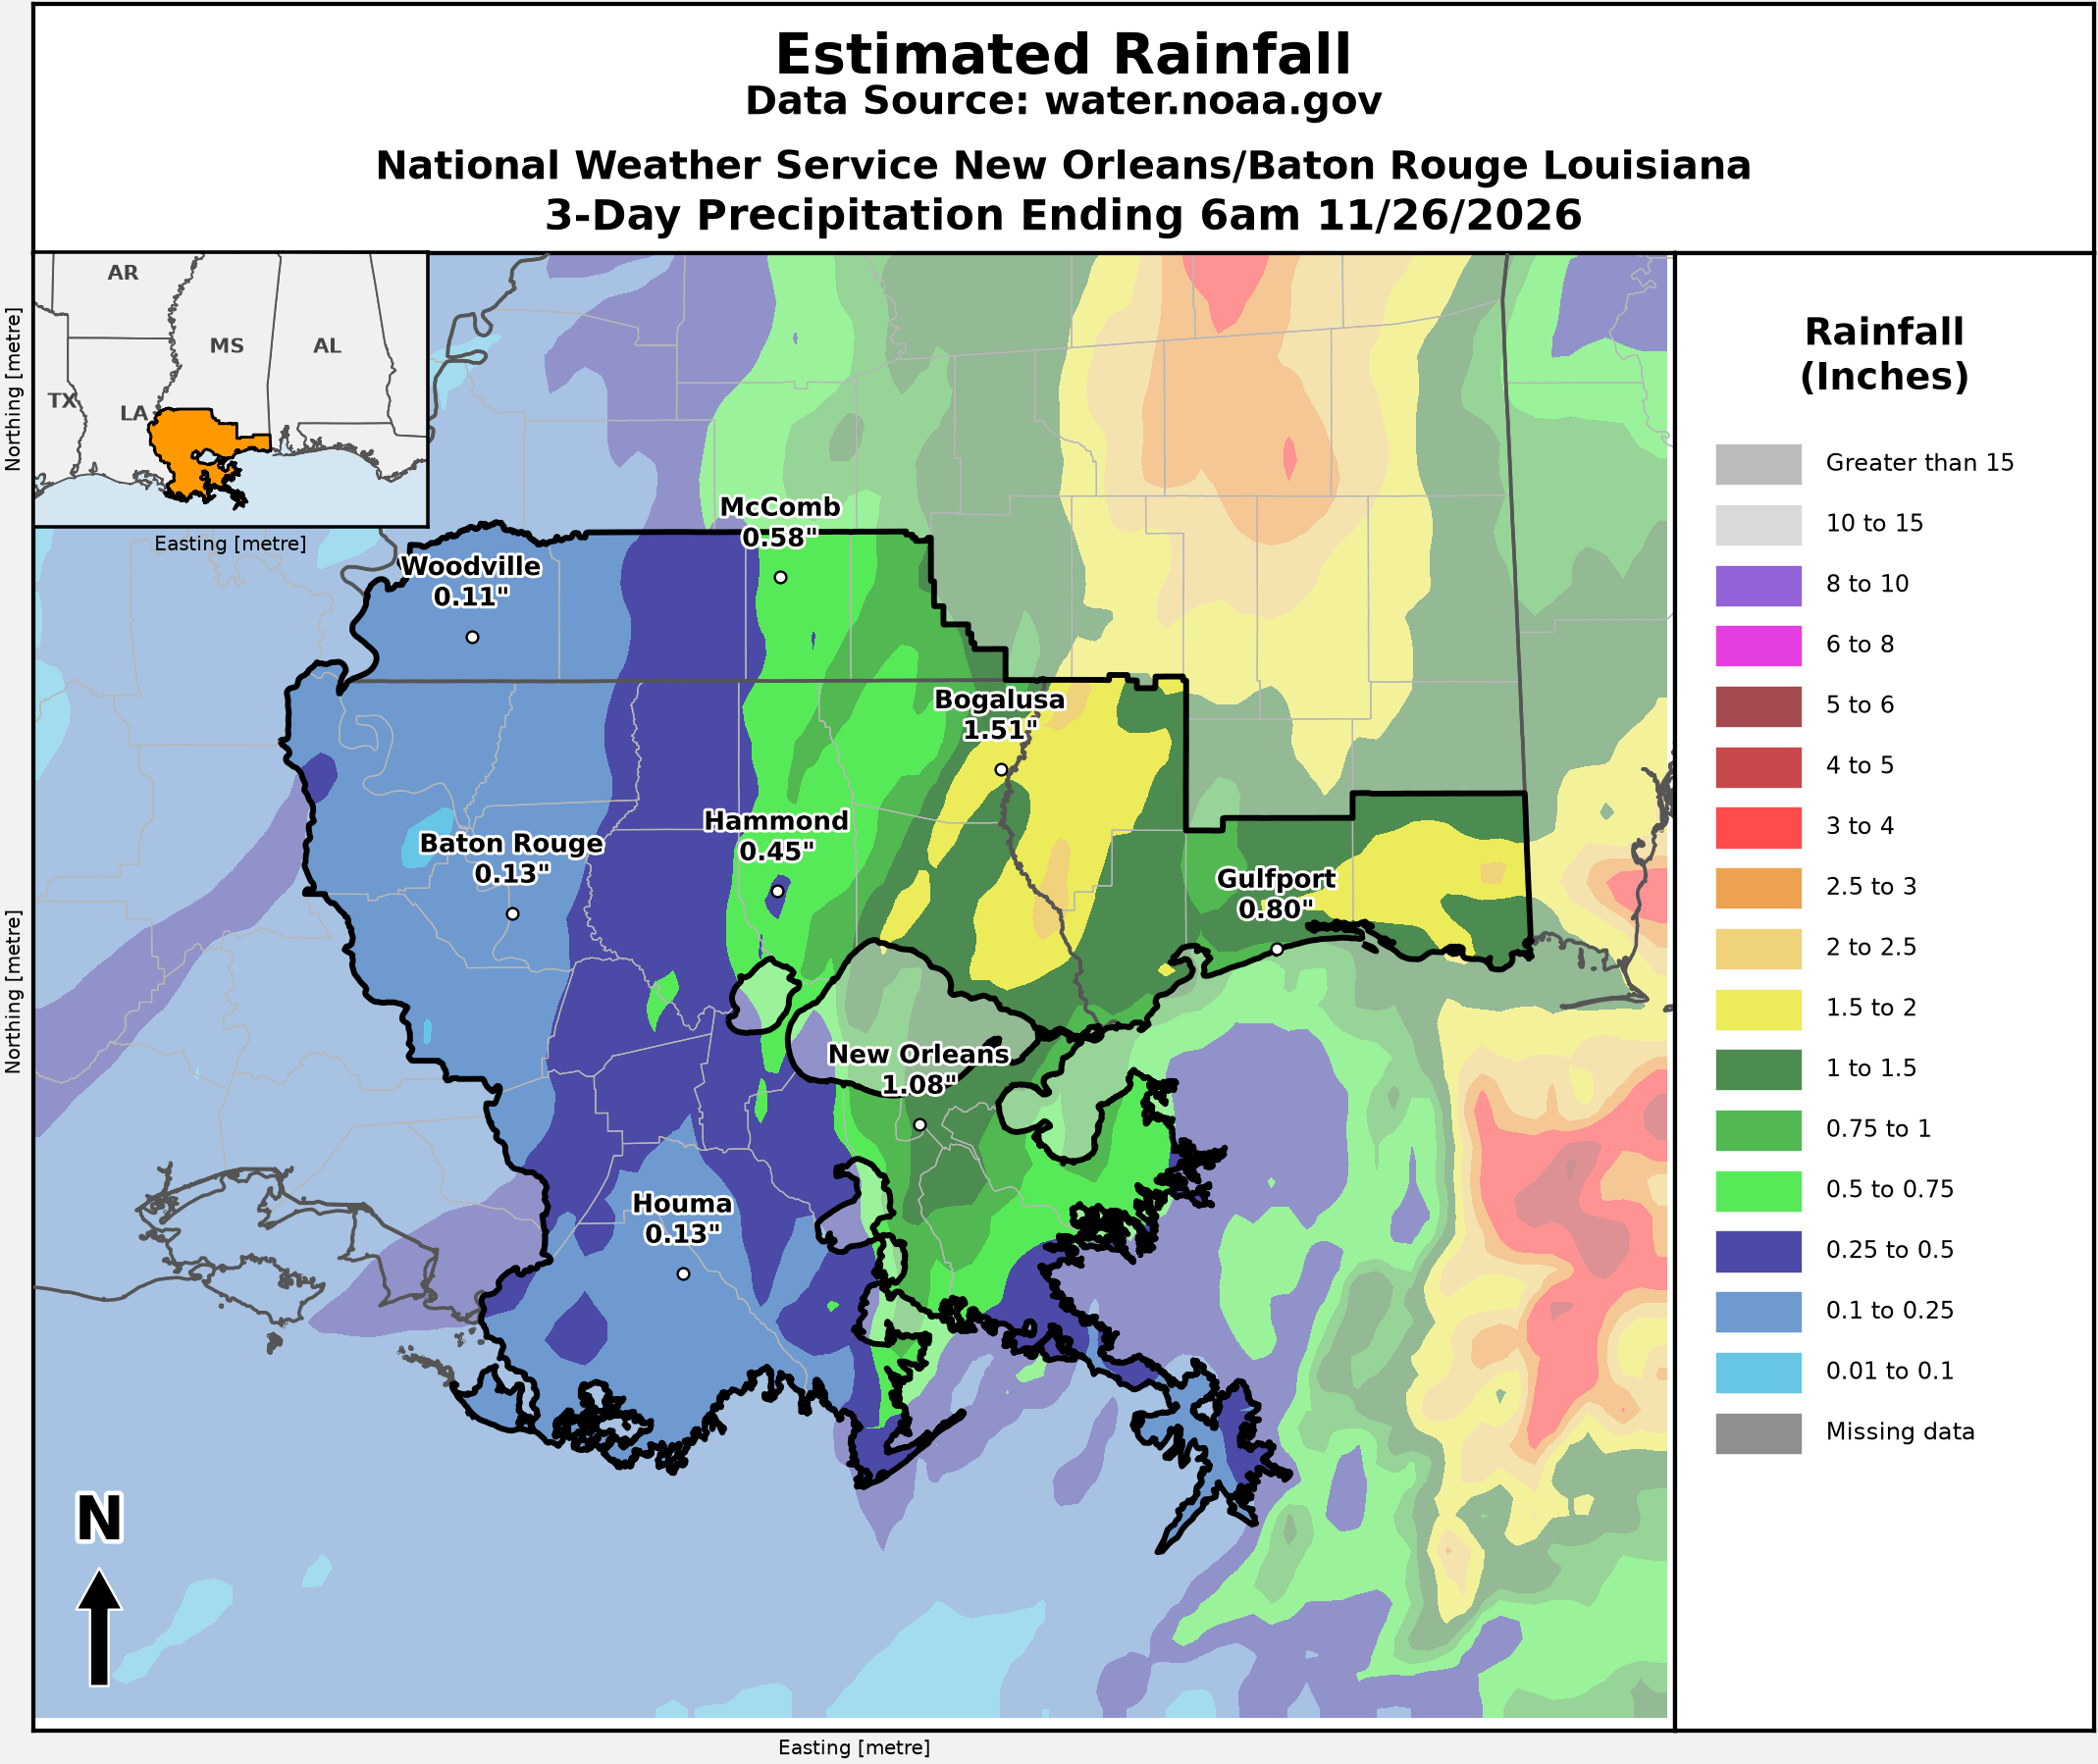 Estimated Rainfall
Data Source: water.noaa.gov
National Weather Service New Orleans/Baton Rouge Louisiana
3-Day Precipitation Ending 6am 11/26/2026
AR
MS
AL
TX
LA
Northing [metre]
Easting [metre]
McComb
0.58"
Woodville
0.11"
Bogalusa
1.51"
Hammond
0.45"
Baton Rouge
0.13"
Gulfport
0.80"
New Orleans
1.08"
Houma
0.13"
N
Northing [metre]
Easting [metre]
Rainfall
(Inches)
Greater than 15
10 to 15
8 to 10
6 to 8
5 to 6
4 to 5
3 to 4
2.5 to 3
2 to 2.5
1.5 to 2
1 to 1.5
0.75 to 1
0.5 to 0.75
0.25 to 0.5
0.1 to 0.25
0.01 to 0.1
Missing data